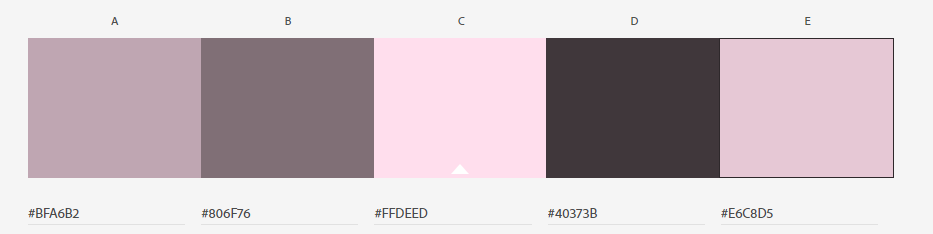 A B C D E
#BFA6B2 #806F76 #FFDEED #40373B #E6C8D5